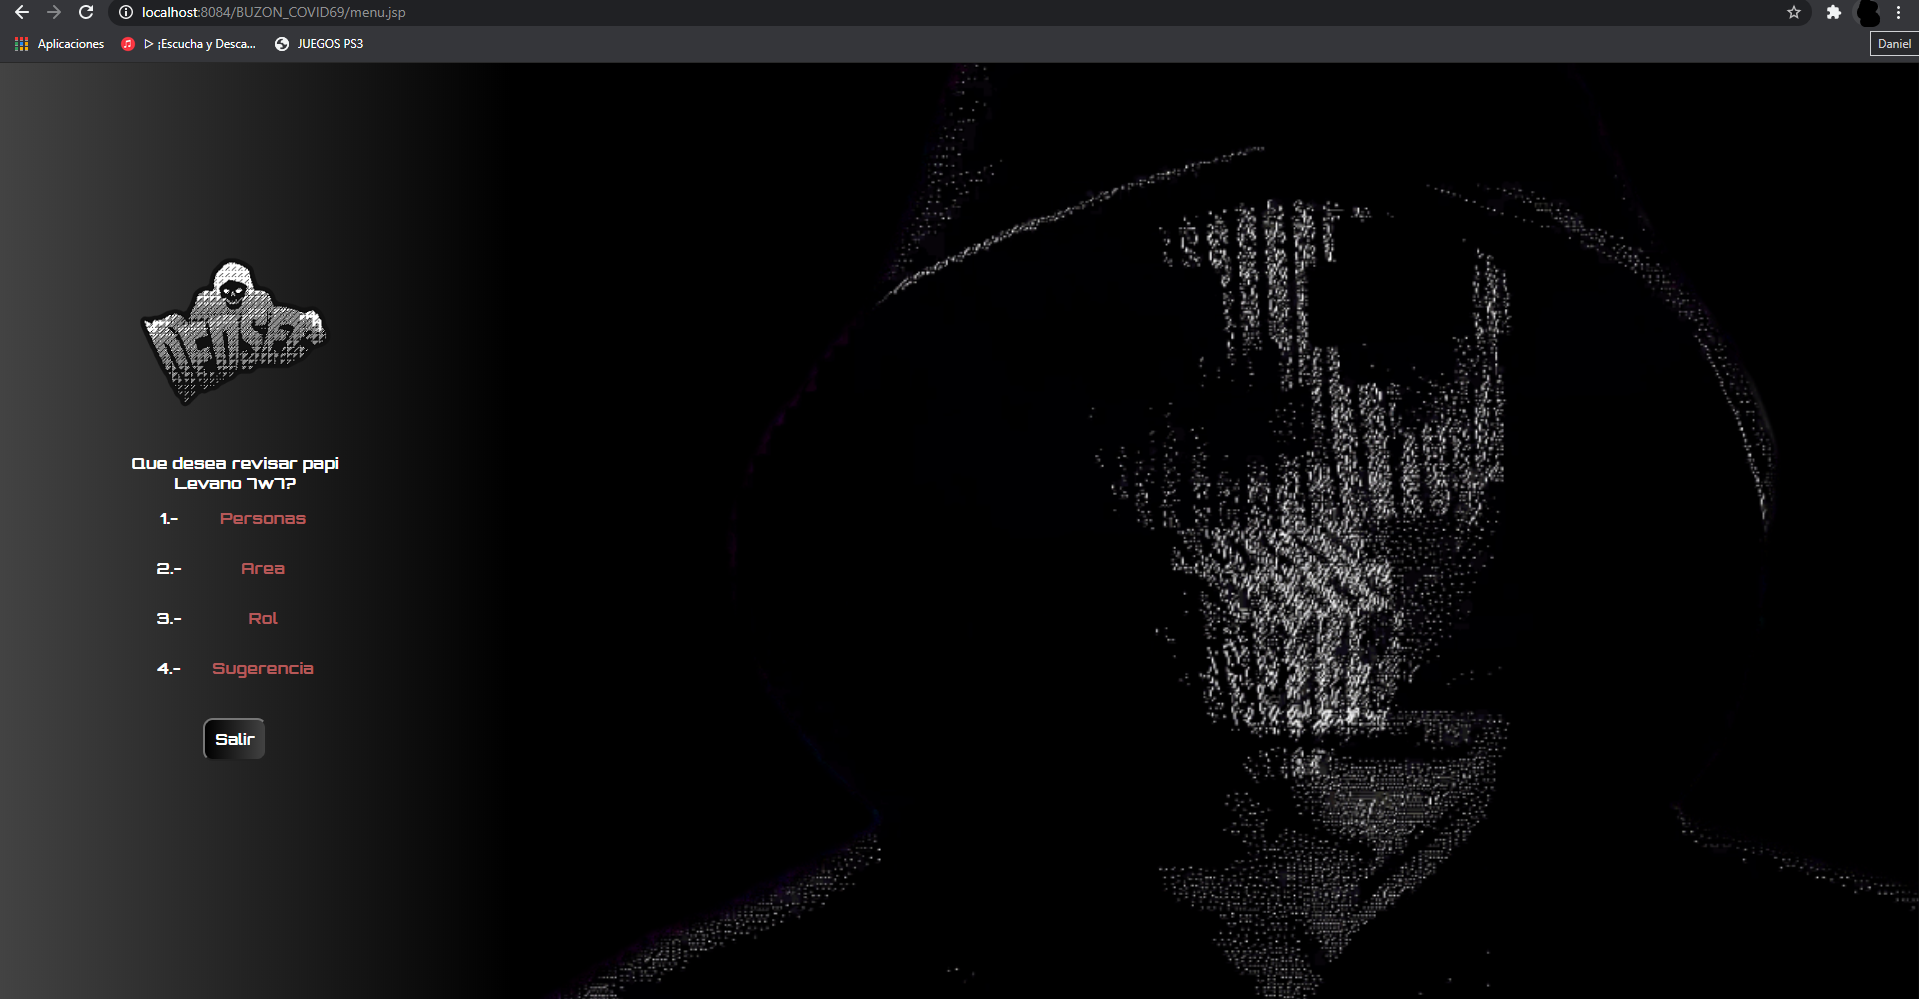 localhost:8084/BUZON_COVID69/menu.jsp
Aplicaciones
▷ ¡Escucha y Desca...
JUEGOS PS3
Daniel
Que desea revisar papi
Levano 7w7?
1.- Personas
2.- Area
3.- Rol
4.- Sugerencia
Salir